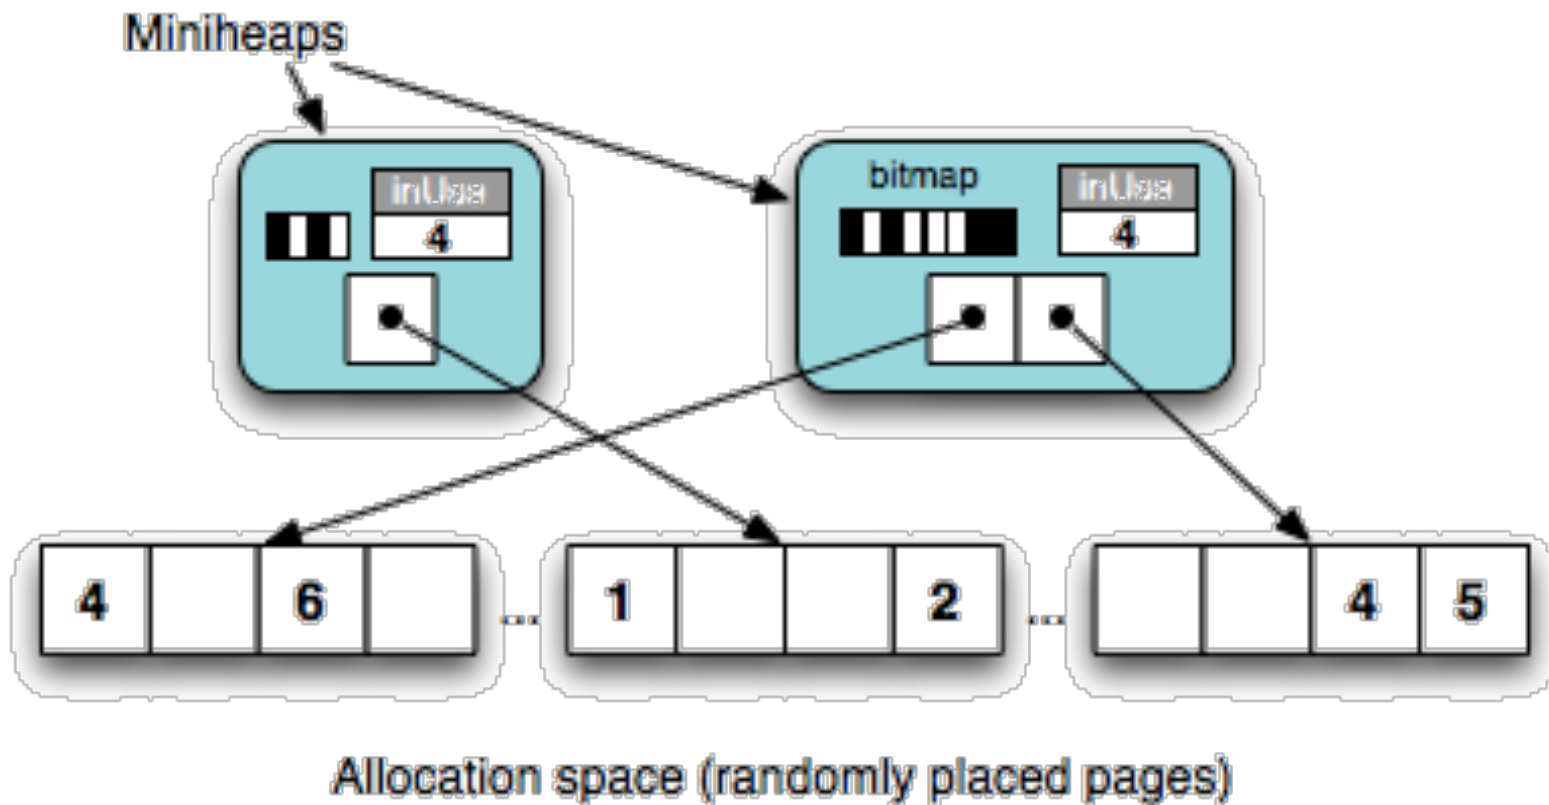 Miniheaps
inUse
4
bitmap
inUse
4
4 6 ... 1 2 ... 4 5
Allocation space (randomly placed pages)